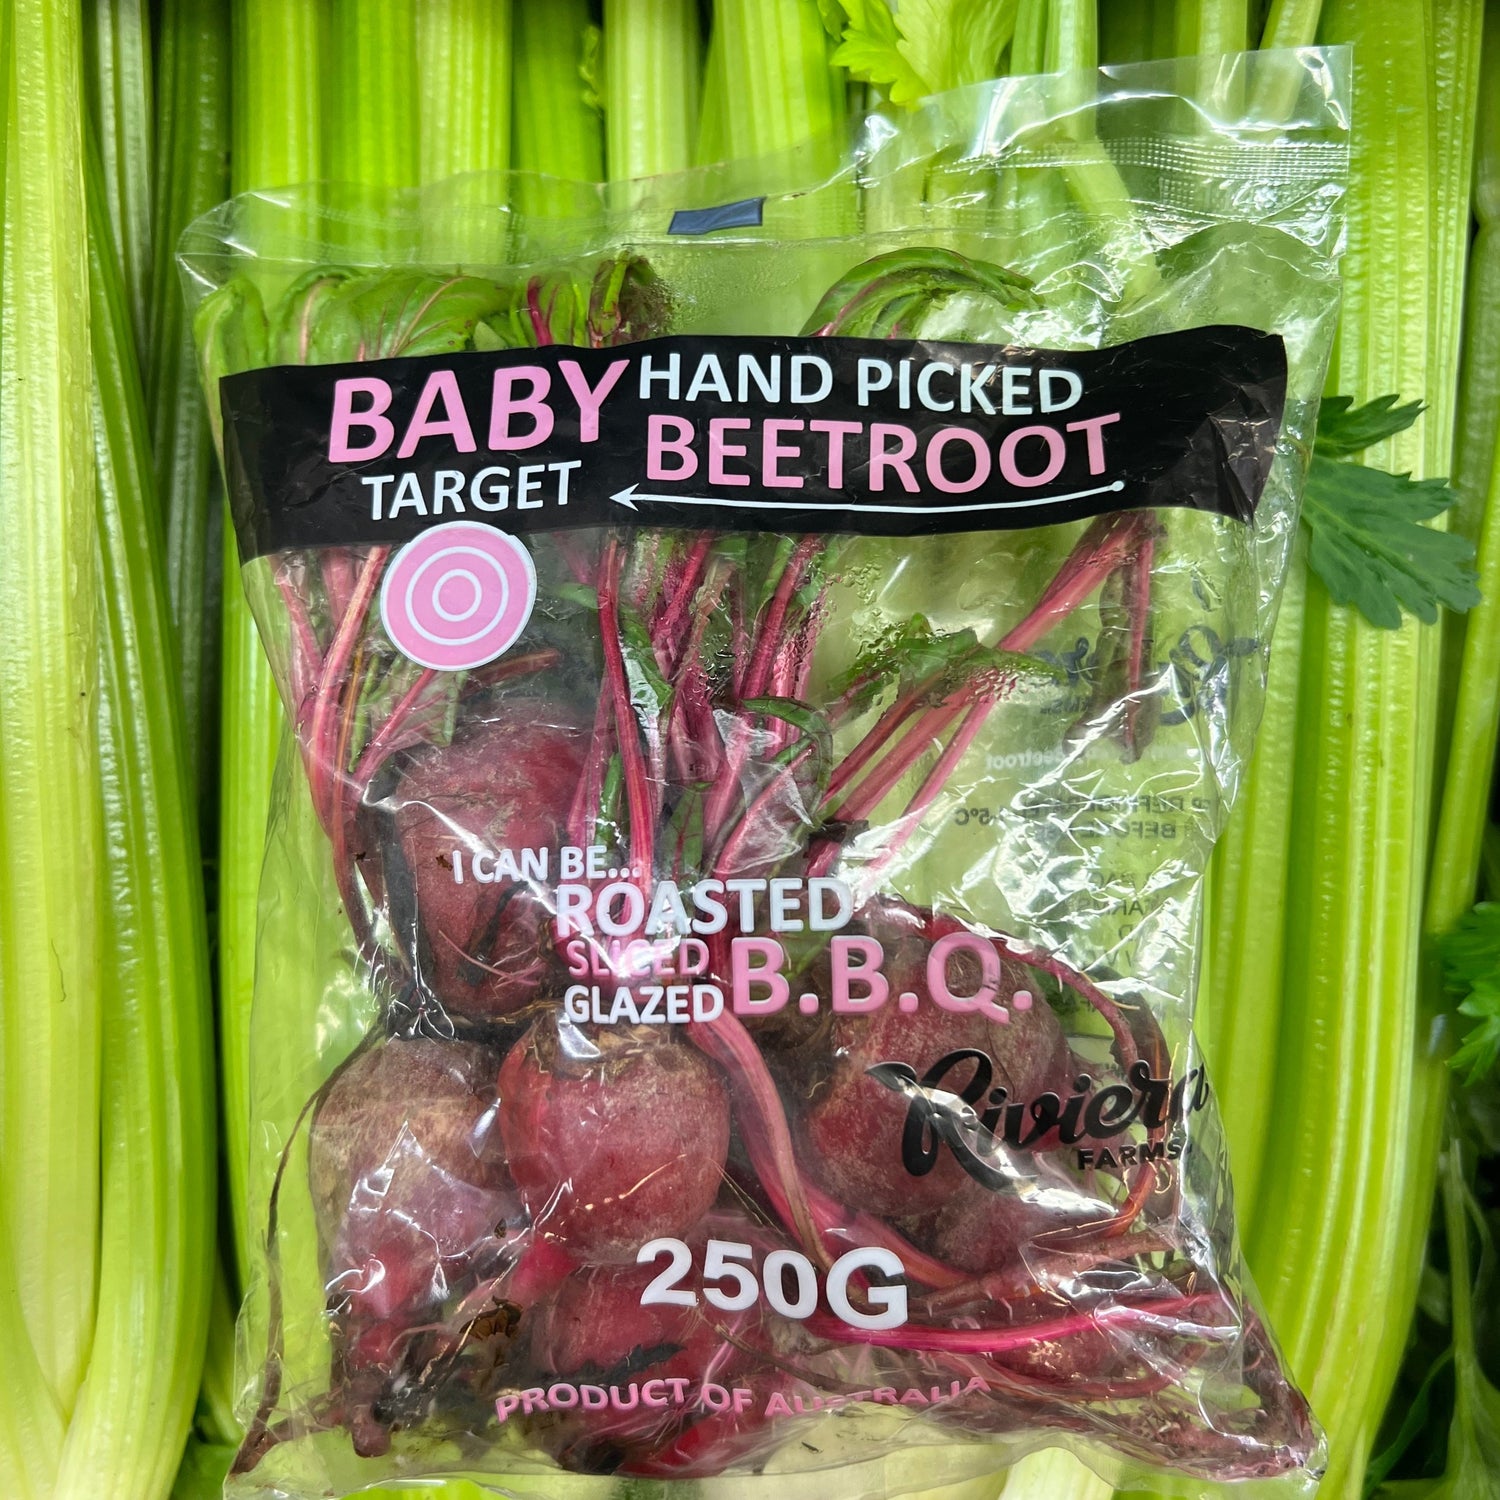 BABY HAND PICKED
TARGET BEETROOT
I CAN BE...
ROASTED
SLICED
GLAZED B.B.Q.
Riviera
FARMS
250G
PRODUCT OF AUSTRALIA